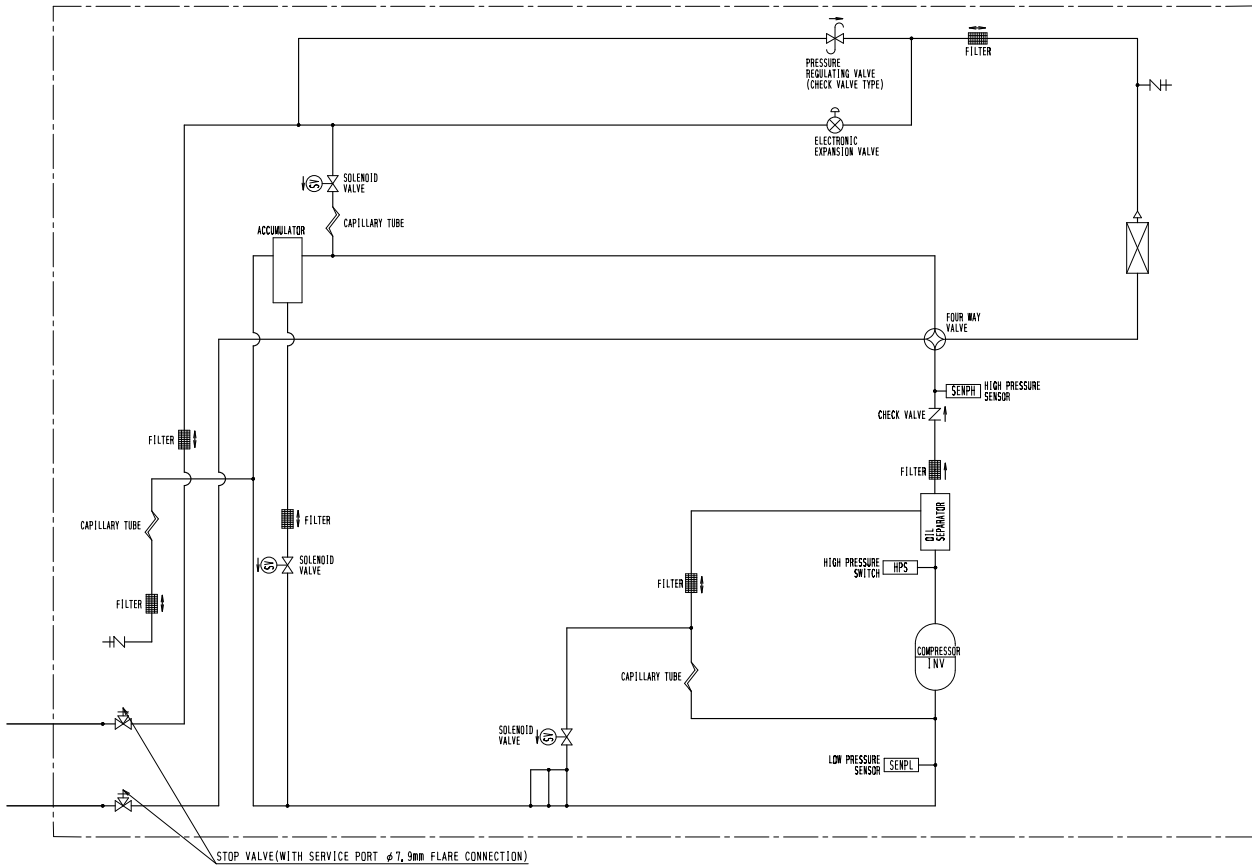 PRESSURE
REGULATING VALVE
(CHECK VALVE TYPE)
FILTER
ELECTRONIC
EXPANSION VALVE
SV
SOLENOID
VALVE
CAPILLARY TUBE
ACCUMULATOR
FOUR WAY
VALVE
SENPH
HIGH PRESSURE
SENSOR
CHECK VALVE
FILTER
FILTER
CAPILLARY TUBE
FILTER
OIL
SEPARATOR
SV
SOLENOID
VALVE
HIGH PRESSURE
SWITCH
HPS
FILTER
FILTER
COMPRESSOR
INV
CAPILLARY TUBE
SOLENOID
VALVE
SV
LOW PRESSURE
SENSOR
SENPL
STOP VALVE(WITH SERVICE PORT φ7.9mm FLARE CONNECTION)